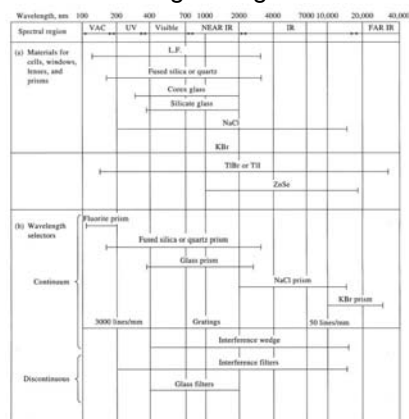 Wavelength, nm 100 200 400 700 1000 2000 4000 7000 10,000 20,000 40,000
Spectral region VAC UV Visible NEAR IR IR FAR IR
(a) Materials for
cells, windows,
lenses, and
prisms
Fused silica or quartz
Corex glass
Silicate glass
NaCl
KBr
TlBr or TlI
ZnSe
(b) Wavelength
selectors
Fluorite prism
Fused silica or quartz prism
Glass prism
Continuum
NaCl prism
KBr prism
3000 lines/mm Gratings 50 lines/mm
Interference wedge
Interference filters
Discontinuous
Glass filters